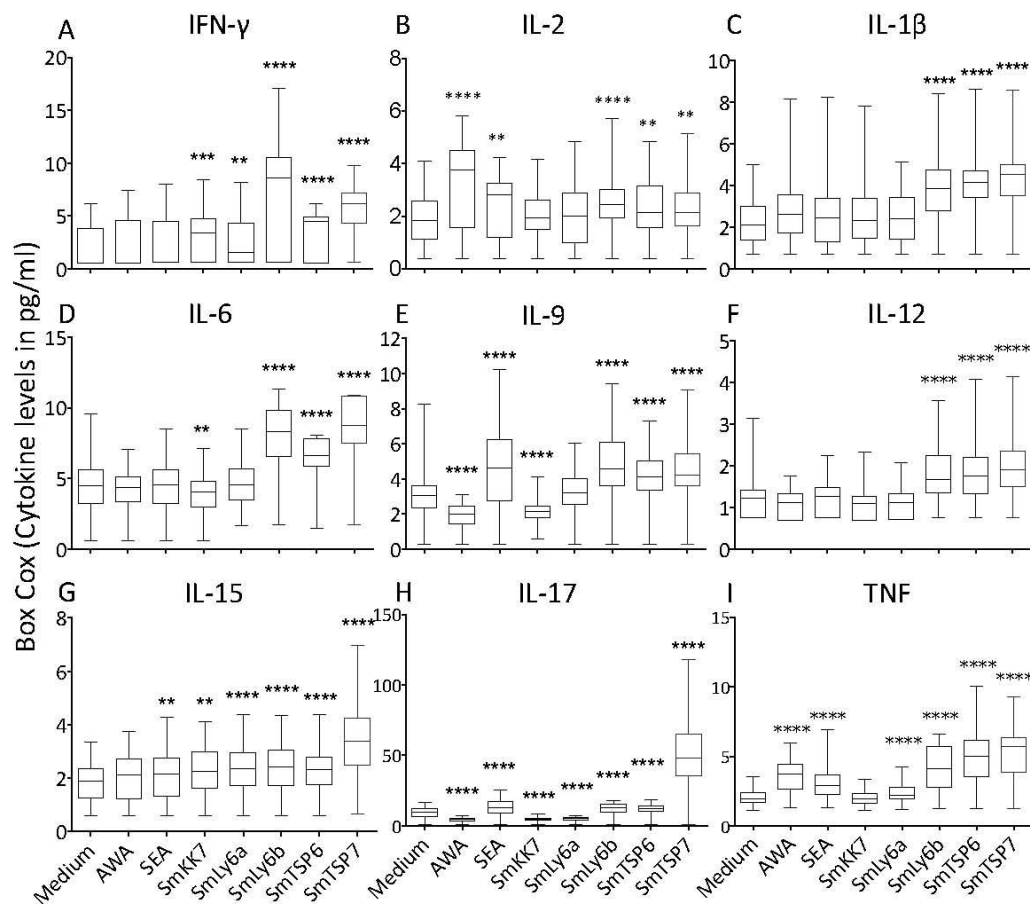 A IFN-γ
20
15
10
5
0
*** ** **** **** ****
B IL-2
8
6
4
2
0
**** ** **** ** **
C IL-1β
10
8
6
4
2
0
**** **** ****
Box Cox (Cytokine levels in pg/ml)
D IL-6
15
10
5
0
** **** **** ****
E IL-9
12
10
8
6
4
2
0
**** **** **** **** **** ****
F IL-12
5
4
3
2
1
0
**** **** ****
G IL-15
8
6
4
2
0
** ** **** **** **** ****
Medium
AWA
SEA
SmKK7
SmLy6a
SmLy6b
SmTSP6
SmTSP7
H IL-17
150
100
50
0
**** **** **** **** **** **** ****
Medium
AWA
SEA
SmKK7
SmLy6a
SmLy6b
SmTSP6
SmTSP7
I TNF
15
10
5
0
**** **** **** **** **** ****
Medium
AWA
SEA
SmKK7
SmLy6a
SmLy6b
SmTSP6
SmTSP7